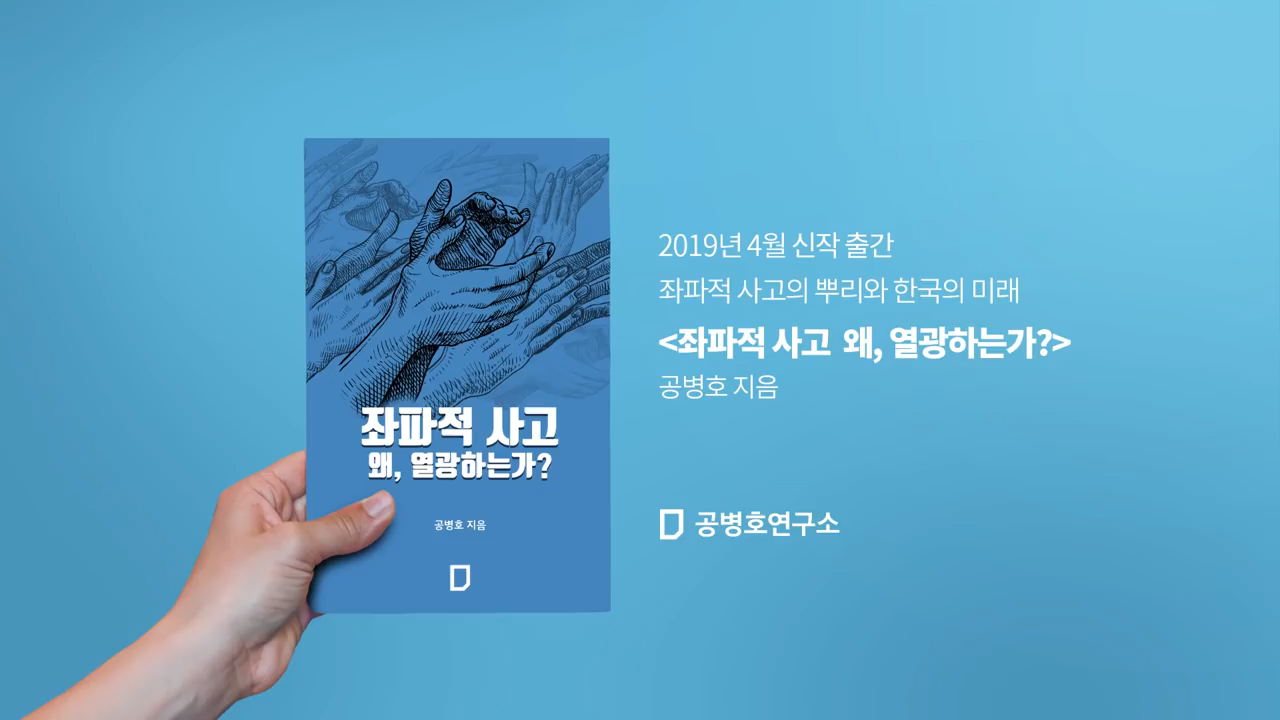 좌파적 사고
왜, 열광하는가?
공병호 지음
2019년 4월 신작 출간
좌파적 사고의 뿌리와 한국의 미래
<좌파적 사고 왜, 열광하는가?>
공병호 지음
공병호연구소